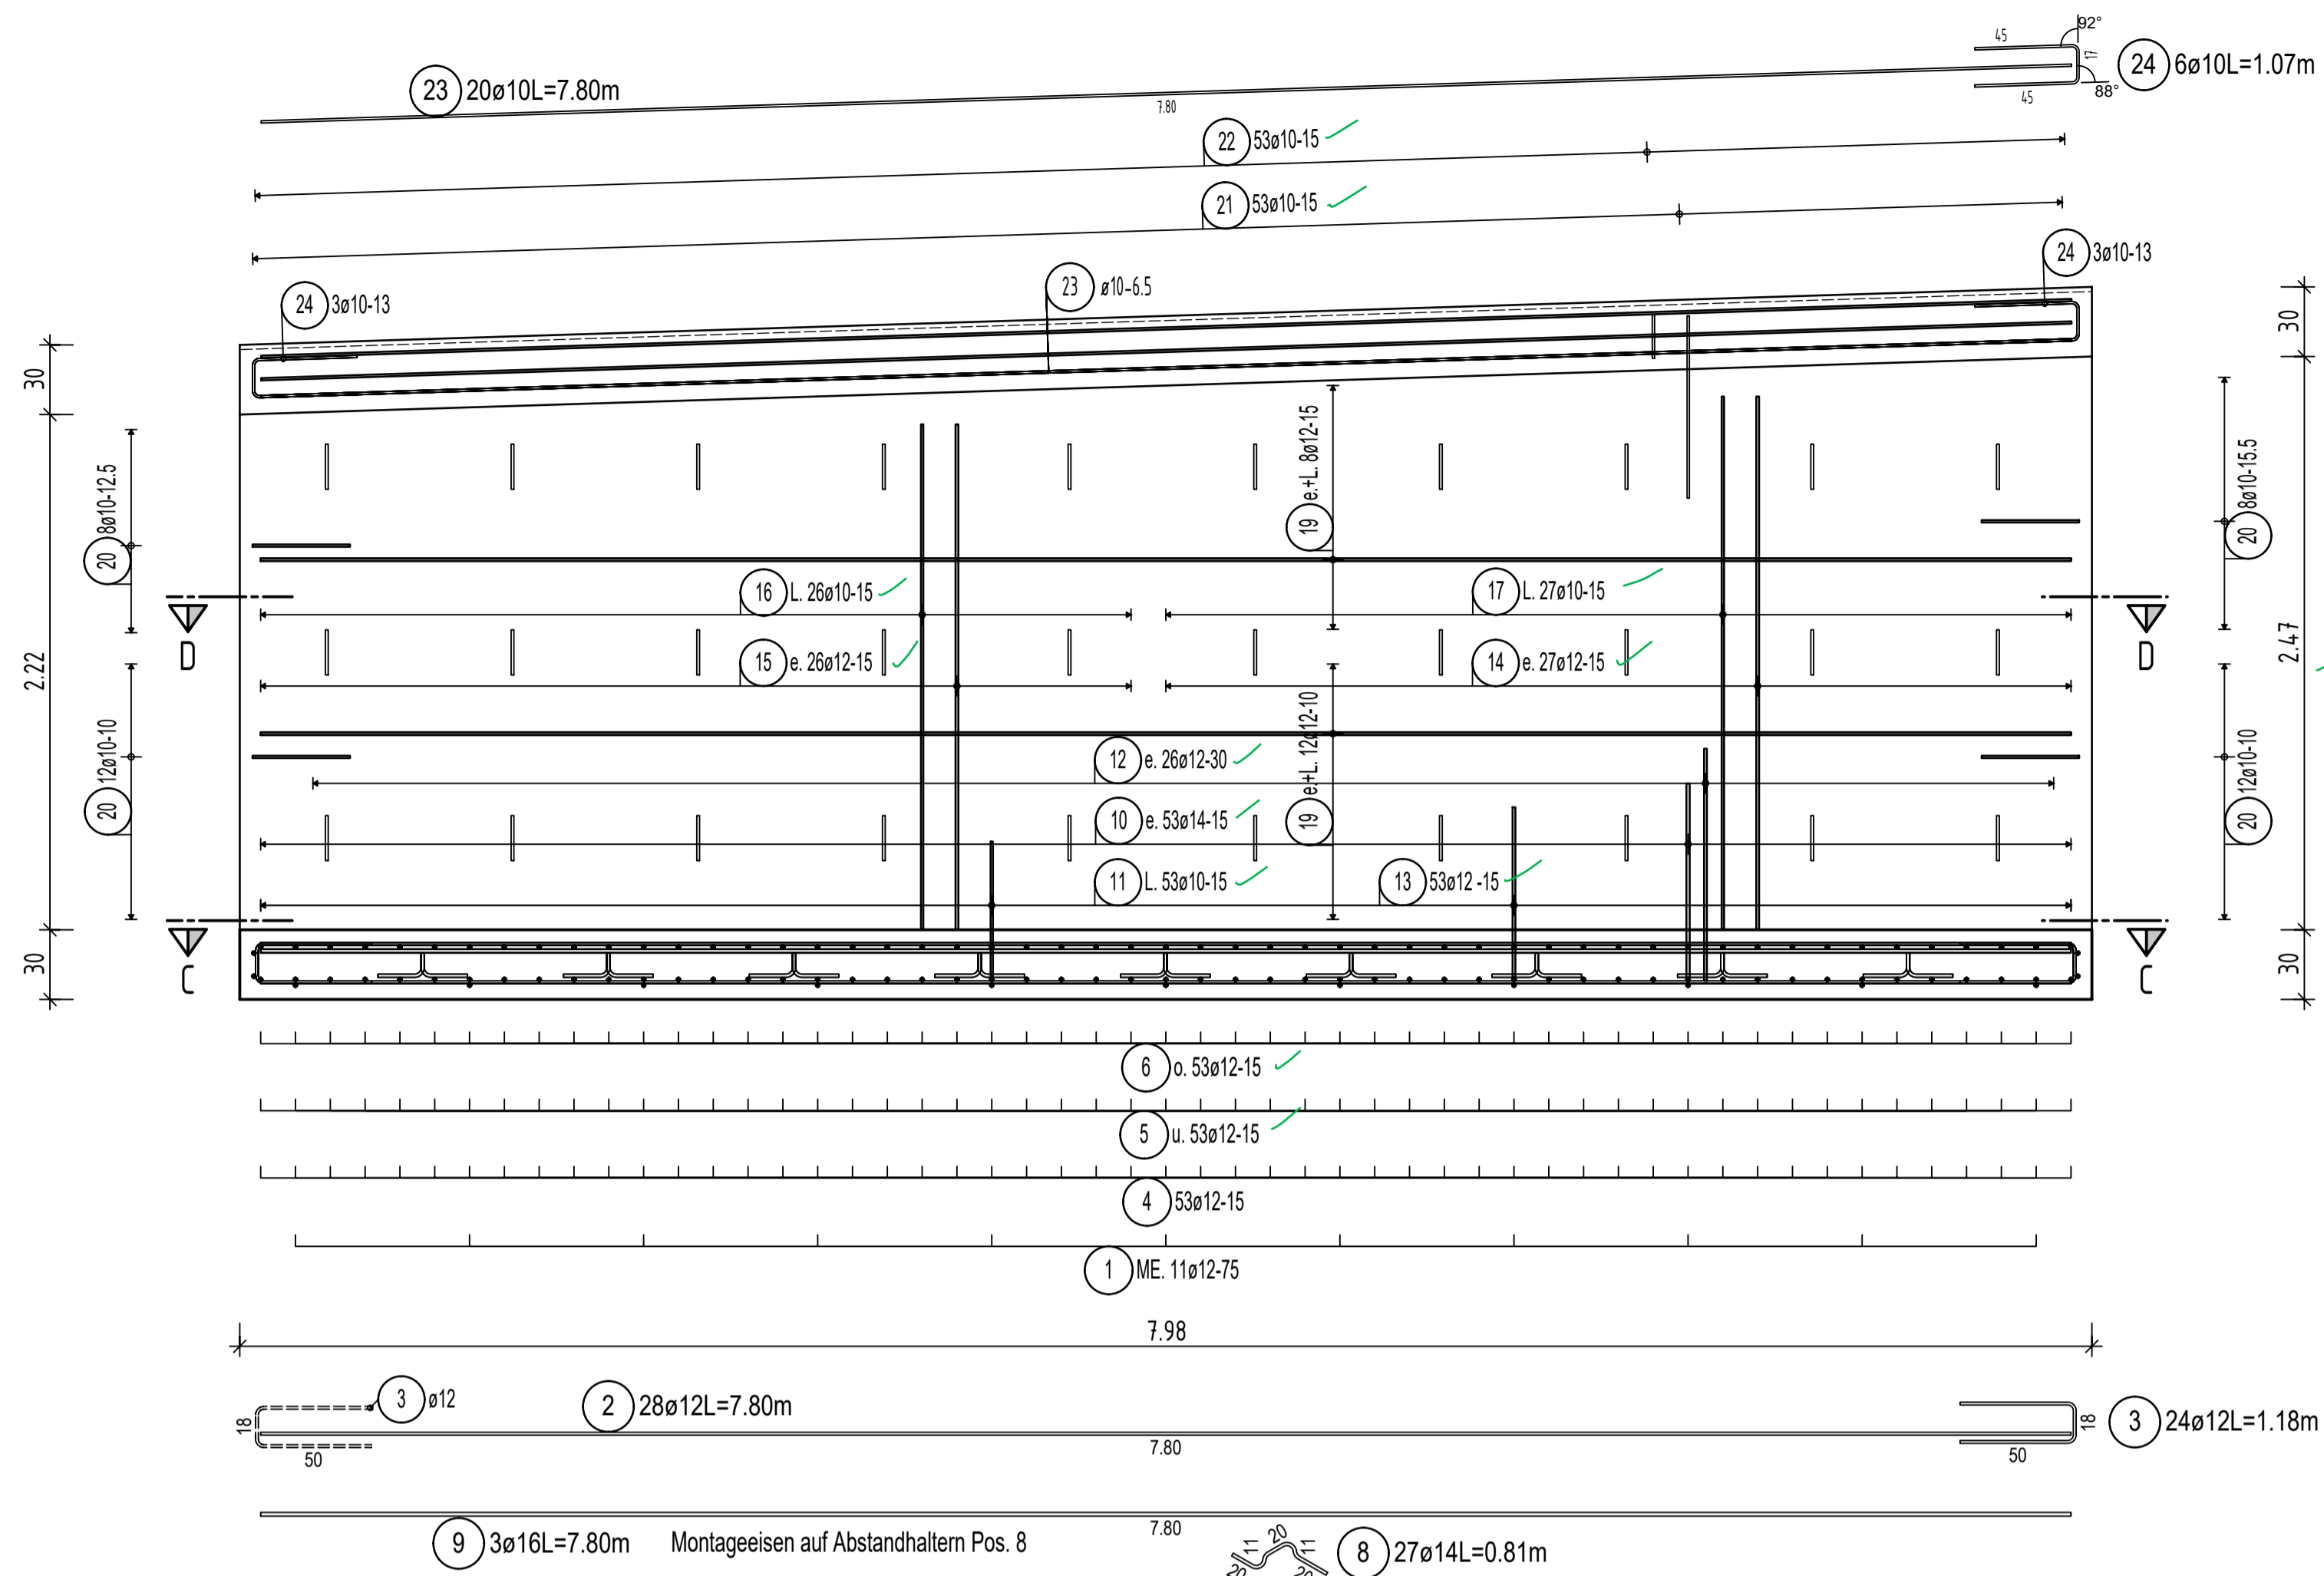 92°
45
17
24 6ø10L=1.07m
88°
45
23 20ø10L=7.80m
7.80
22 53ø10-15
21 53ø10-15
24 3ø10-13
24 3ø10-13
23 ø10-6.5
30
30
19 e.+L. 8ø12-15
20 8ø10-12.5
20 8ø10-15.5
16 L. 26ø10-15
17 L. 27ø10-15
D
D
2.22
2.47
15 e. 26ø12-15
14 e. 27ø12-15
19 e.+L. 12ø12-10
20 12ø10-10
20 12ø10-10
12 e. 26ø12-30
10 e. 53ø14-15
11 L. 53ø10-15
13 53ø12 -15
30
30
C
C
6 o. 53ø12-15
5 u. 53ø12-15
4 53ø12-15
1 ME. 11ø12-75
7.98
3 ø12
2 28ø12L=7.80m
18
18
3 24ø12L=1.18m
50
7.80
50
7.80
9 3ø16L=7.80m Montageeisen auf Abstandhaltern Pos. 8
11 20 11
8 27ø14L=0.81m
20 20